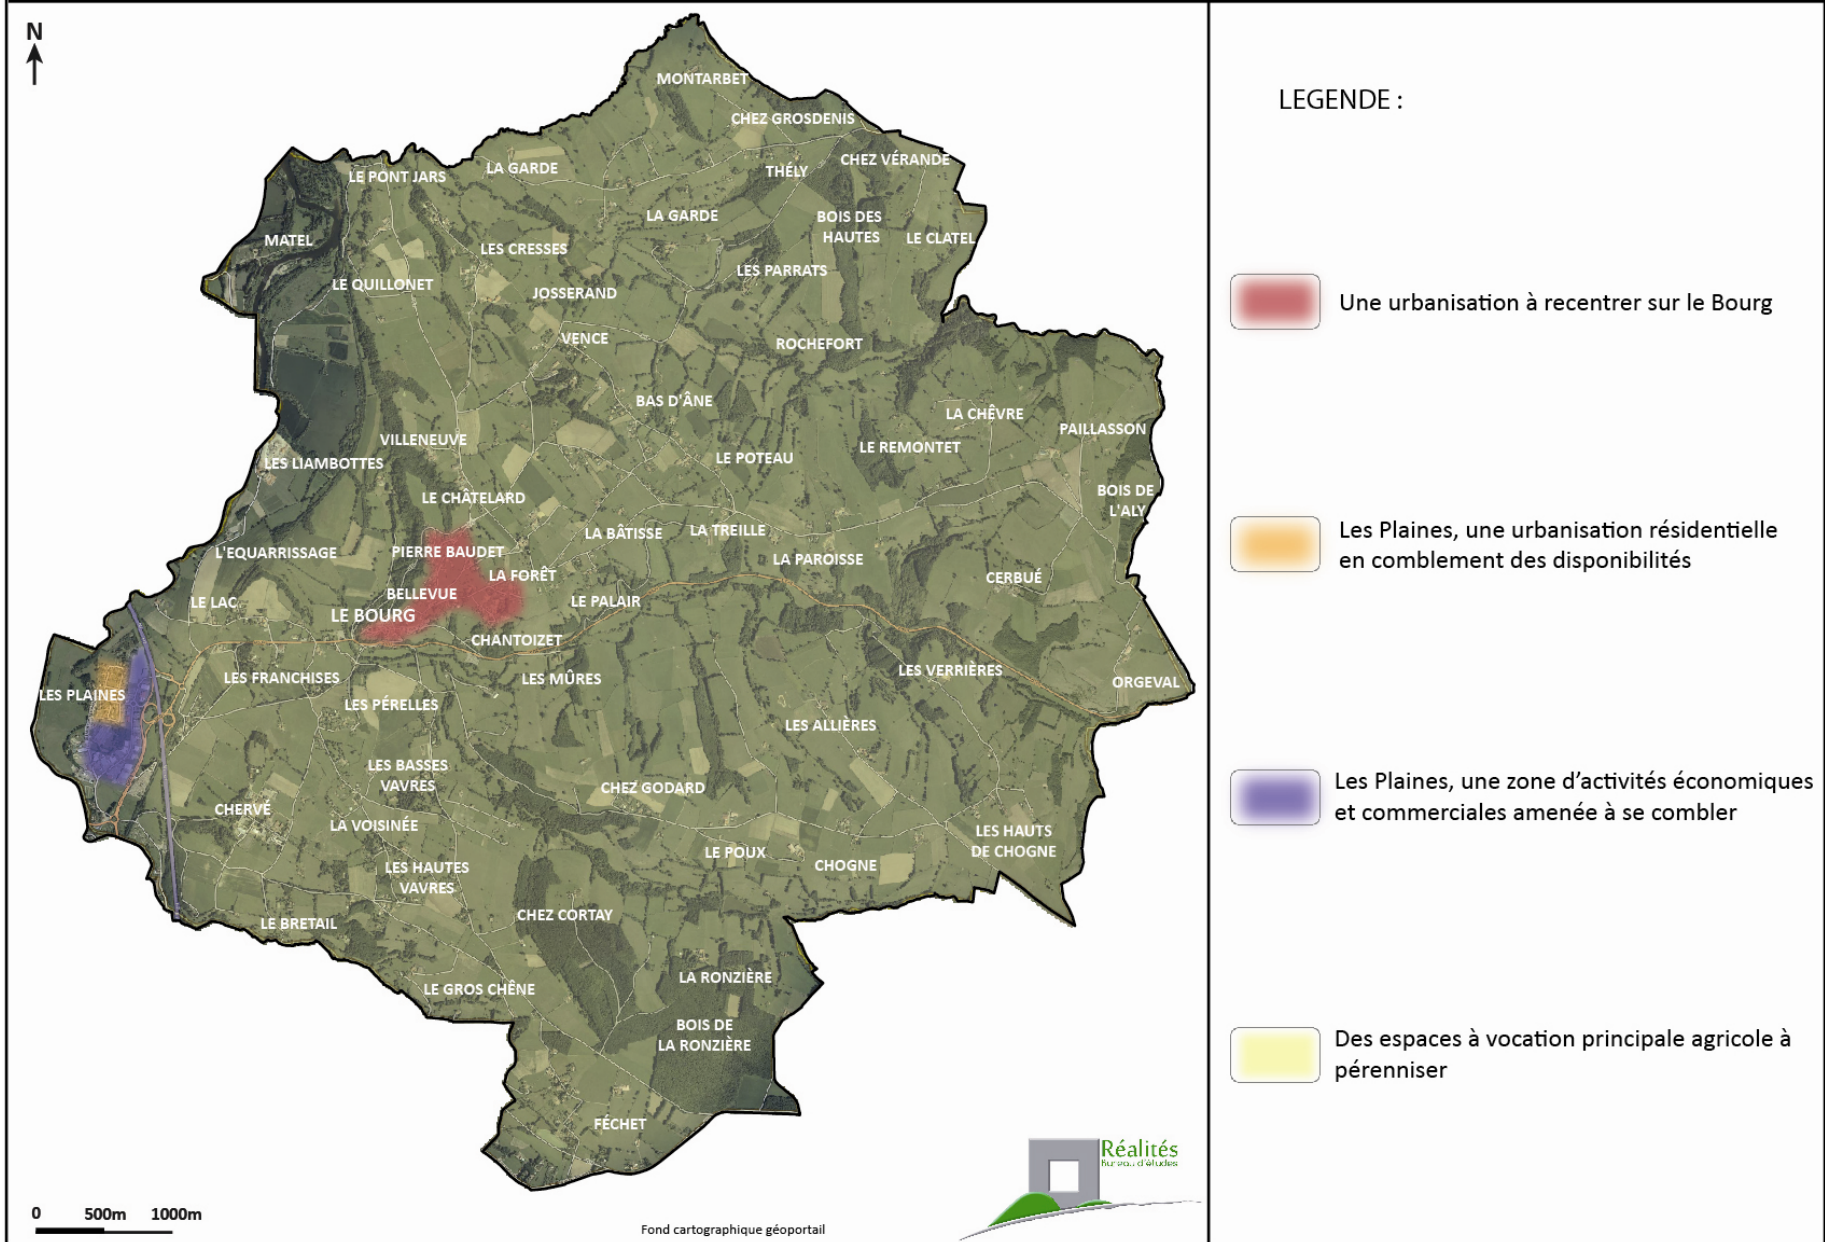 N
MONTARBET
CHEZ GROSDENIS
CHEZ VÉRANDE
LA GARDE
LE PONT JARS
THÉLY
LA GARDE
BOIS DES
HAUTES
LE CLATEL
MATEL
LES CRESSES
LES PARRATS
LE QUILLONET
JOSSERAND
VENCE
ROCHEFORT
BAS D'ÂNE
LA CHÊVRE
PAILLASSON
VILLENEUVE
LE REMONTET
LE POTEAU
LES LIAMBOTTES
LE CHÂTELARD
BOIS DE
L'ALY
LA BÂTISSE
LA TREILLE
L'EQUARRISSAGE
PIERRE BAUDET
LA PAROISSE
LA FORÊT
CERBUÉ
BELLEVUE
LE LAC
LE PALAIR
LE BOURG
CHANTOIZET
LES VERRIÈRES
LES FRANCHISES
LES MÛRES
ORGEVAL
LES PLAINES
LES PÉRELLES
LES ALLIÈRES
LES BASSES
VAVRES
CHEZ GODARD
CHERVÉ
LA VOISINÉE
LES HAUTS
DE CHOGNE
LE POUX
CHOGNE
LES HAUTES
VAVRES
CHEZ CORTAY
LE BRETAIL
LA RONZIÈRE
LE GROS CHÊNE
BOIS DE
LA RONZIÈRE
FÉCHET
0 500m 1000m
Fond cartographique géoportail
Réalités
Bureau d'études
LEGENDE :
Une urbanisation à recentrer sur le Bourg
Les Plaines, une urbanisation résidentielle
en comblement des disponibilités
Les Plaines, une zone d'activités économiques
et commerciales amenée à se combler
Des espaces à vocation principale agricole à
pérenniser